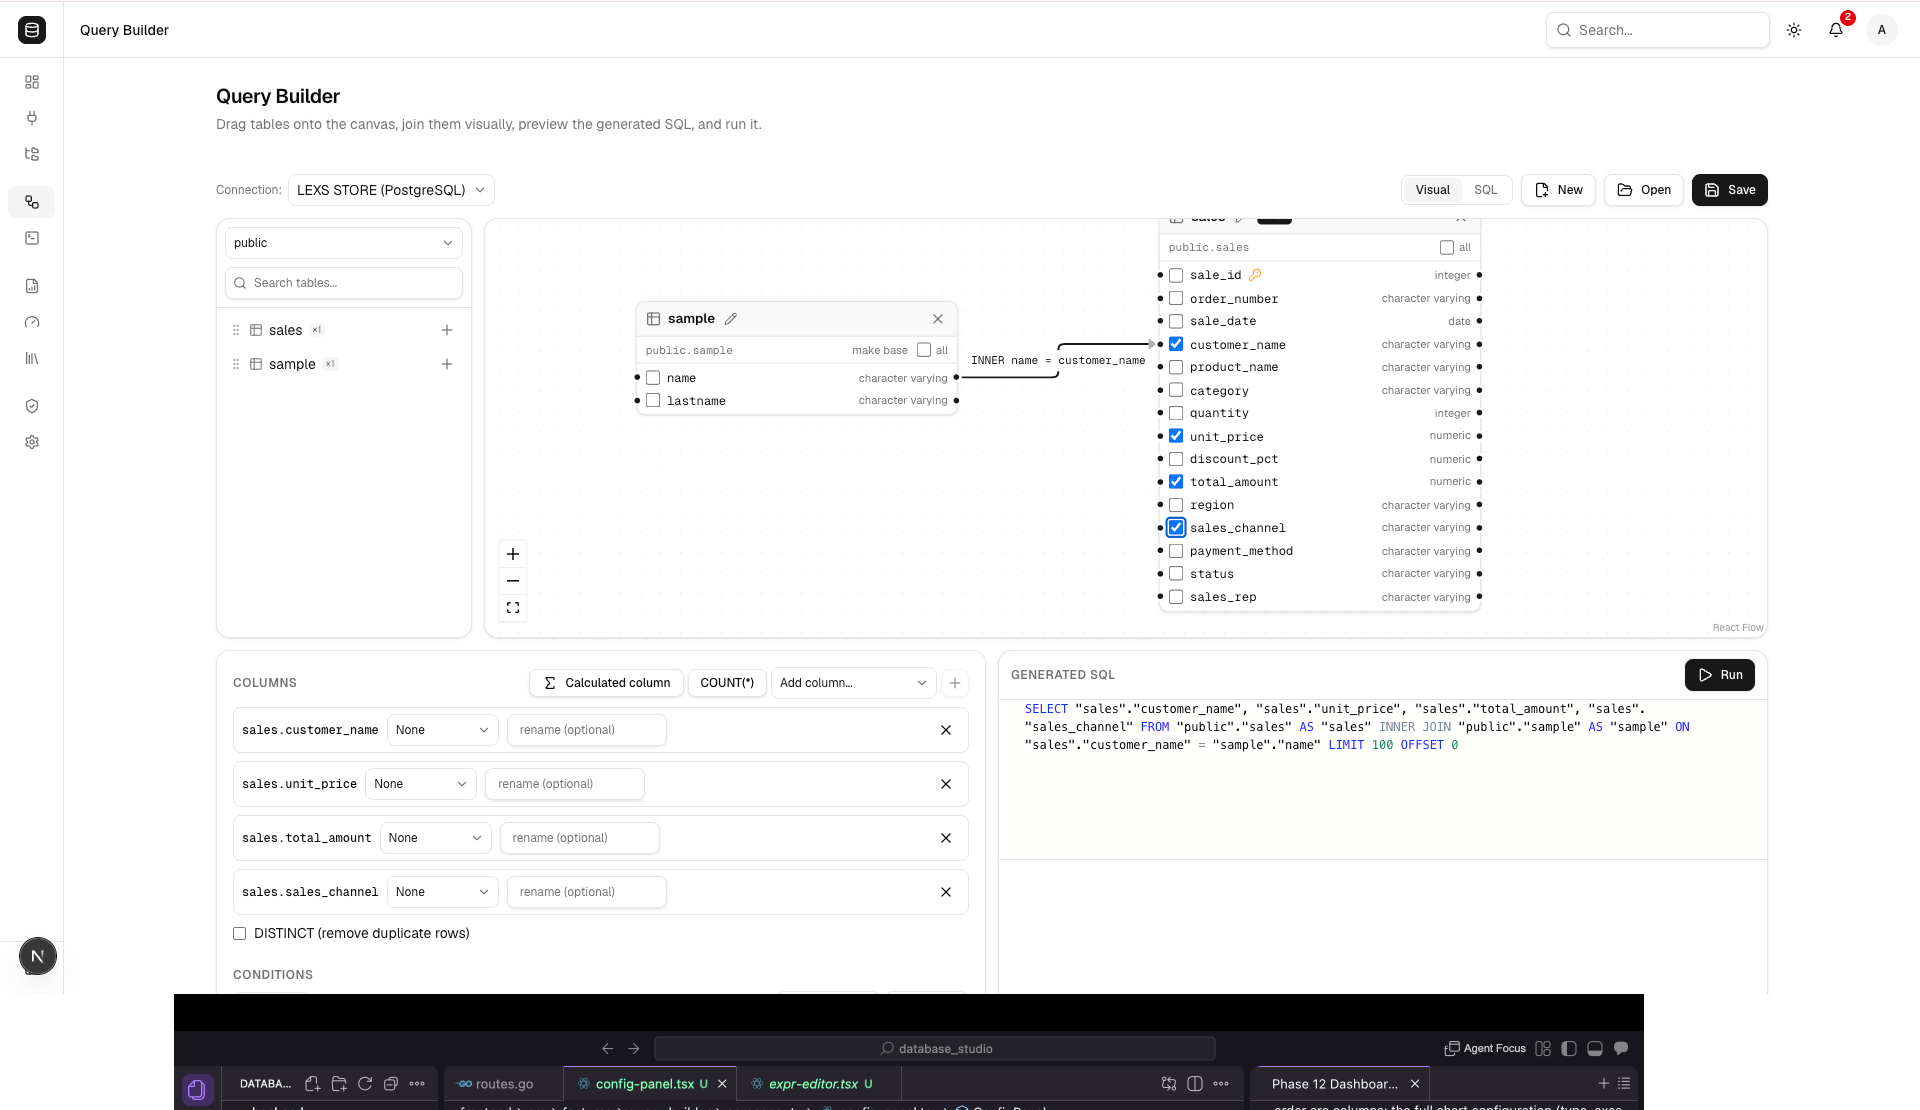 Query Builder
Search...
2
A
Query Builder
Drag tables onto the canvas, join them visually, preview the generated SQL, and run it.
Connection:
LEXS STORE (PostgreSQL)
Visual
SQL
New
Open
Save
public
Search tables...
sales ×1
sample ×1
sample
public.sample
make base
all
name
character varying
lastname
character varying
INNER name = customer_name
sales
public.sales
all
sale_id
integer
order_number
character varying
sale_date
date
customer_name
character varying
product_name
character varying
category
character varying
quantity
integer
unit_price
numeric
discount_pct
numeric
total_amount
numeric
region
character varying
sales_channel
character varying
payment_method
character varying
status
character varying
sales_rep
character varying
React Flow
COLUMNS
Calculated column
COUNT(*)
Add column...
sales.customer_name
None
rename (optional)
sales.unit_price
None
rename (optional)
sales.total_amount
None
rename (optional)
sales.sales_channel
None
rename (optional)
DISTINCT (remove duplicate rows)
CONDITIONS
GENERATED SQL
Run
SELECT "sales"."customer_name", "sales"."unit_price", "sales"."total_amount", "sales".
"sales_channel" FROM "public"."sales" AS "sales" INNER JOIN "public"."sample" AS "sample" ON
"sales"."customer_name" = "sample"."name" LIMIT 100 OFFSET 0
N
database_studio
Agent Focus
DATABA...
GO routes.go
config-panel.tsx U
expr-editor.tsx U
Phase 12 Dashboar...